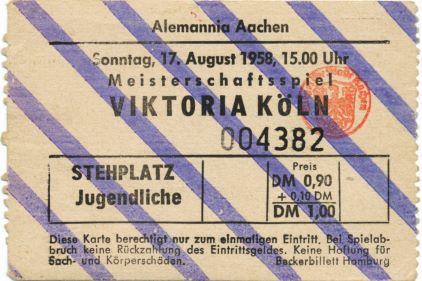 Alemannia Aachen
Sonntag, 17. August 1958, 15.00 Uhr
Meisterschaftsspiel
VIKTORIA KÖLN
004382
STEHPLATZ
Jugendliche
Preis
DM 0,90
+ 0,10 DM
DM 1,00
Diese Karte berechtigt nur zum einmaligen Eintritt. Bei Spielab-
bruch keine Rückzahlung des Eintrittsgeldes. Keine Haftung für
Sach- und Körperschäden.
Beckerbillett Hamburg